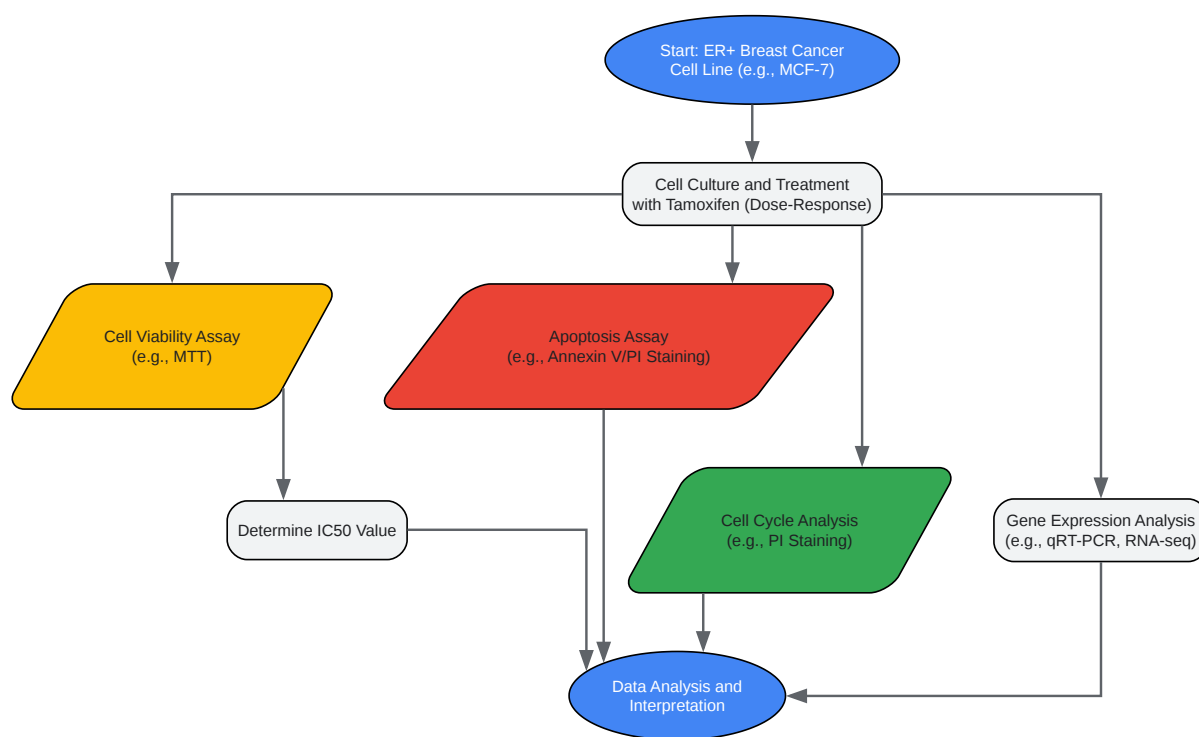 Start: ER+ Breast Cancer
Cell Line (e.g., MCF-7)
Cell Culture and Treatment
with Tamoxifen (Dose-Response)
Cell Viability Assay
(e.g., MTT)
Apoptosis Assay
(e.g., Annexin V/PI Staining)
Cell Cycle Analysis
(e.g., PI Staining)
Gene Expression Analysis
(e.g., qRT-PCR, RNA-seq)
Determine IC50 Value
Data Analysis and
Interpretation